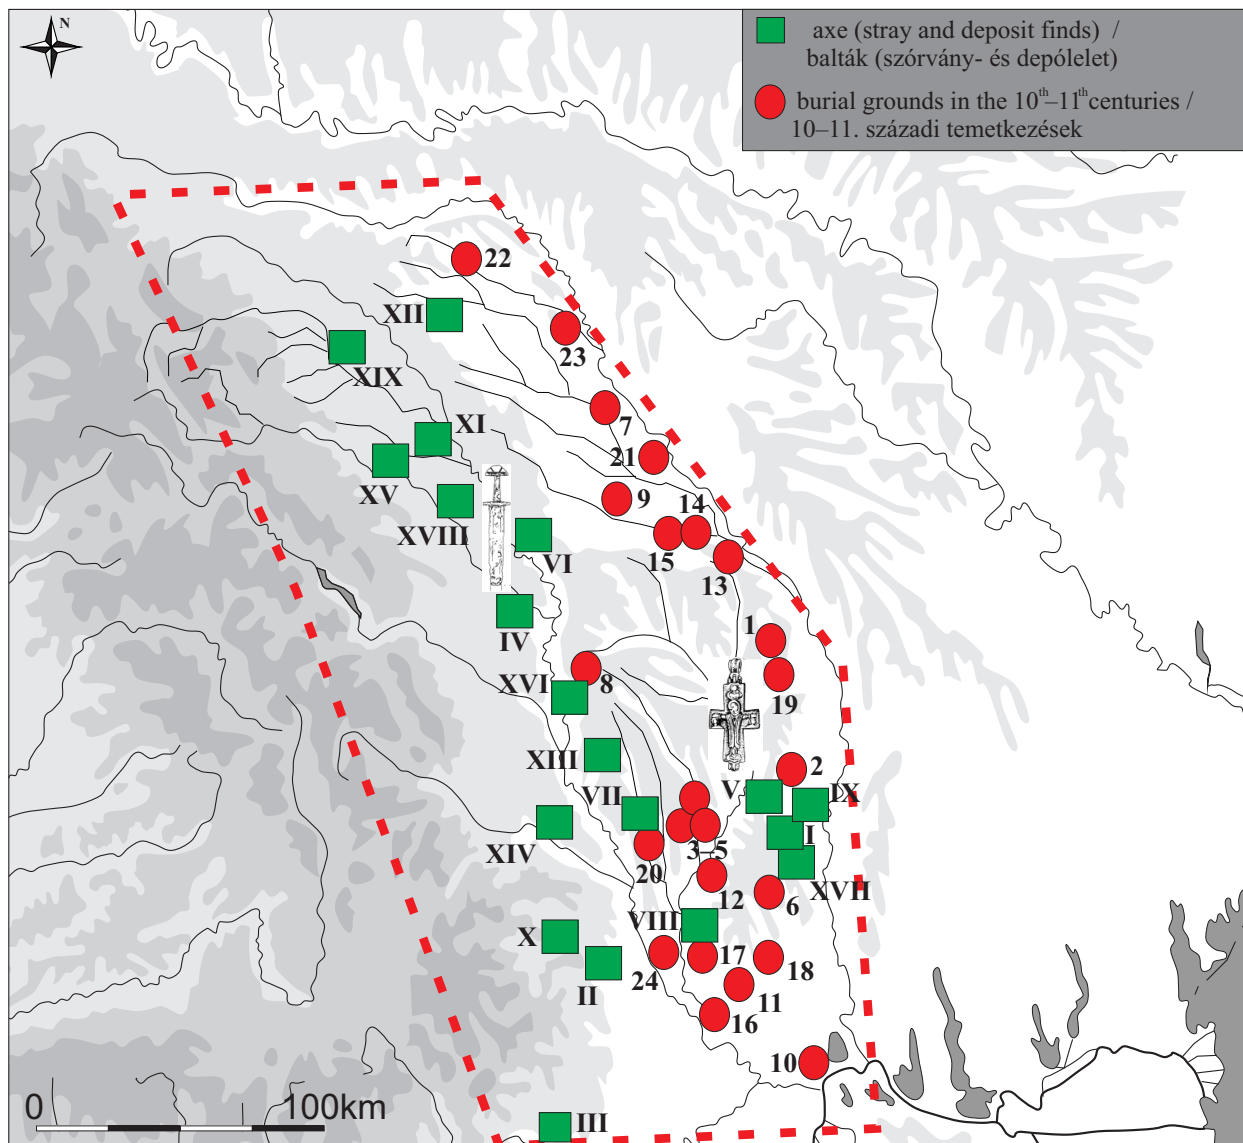 N
axe (stray and deposit finds) /
balták (szórvány- és depólelet)
burial grounds in the 10th–11th centuries /
10–11. századi temetkezések
22
XII
23
XIX
7
XI
21
XV
9
14
XVIII
VI
15
13
IV
1
XVI
8
19
XIII
2
V
IX
VII
I
3–5
XIV
20
XVII
12
6
VIII
X
17
18
24
II
11
16
10
0 100km
III